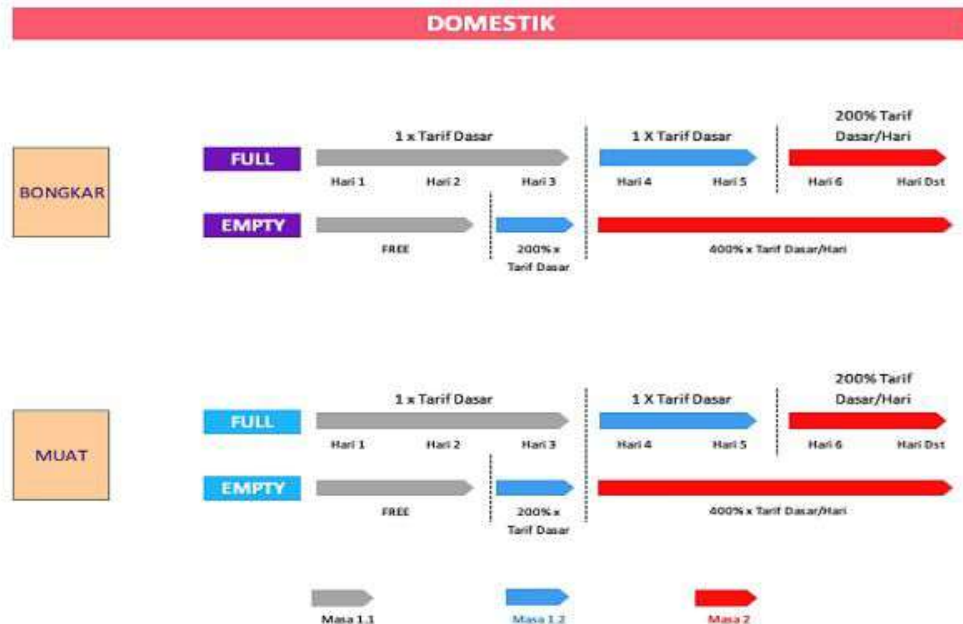 DOMESTIK
200% Tarif
1 x Tarif Dasar
1 X Tarif Dasar
Dasar/Hari
BONGKAR
FULL
Hari 1
Hari 2
Hari 3
Hari 4
Hari 5
Hari 6
Hari Dst
EMPTY
FREE
200% x
Tarif Dasar
400% x Tarif Dasar/Hari
200% Tarif
1 x Tarif Dasar
1 X Tarif Dasar
Dasar/Hari
MUAT
FULL
Hari 1
Hari 2
Hari 3
Hari 4
Hari 5
Hari 6
Hari Dst
EMPTY
FREE
200% x
Tarif Dasar
400% x Tarif Dasar/Hari
Masa 1.1
Masa 1.2
Masa 2